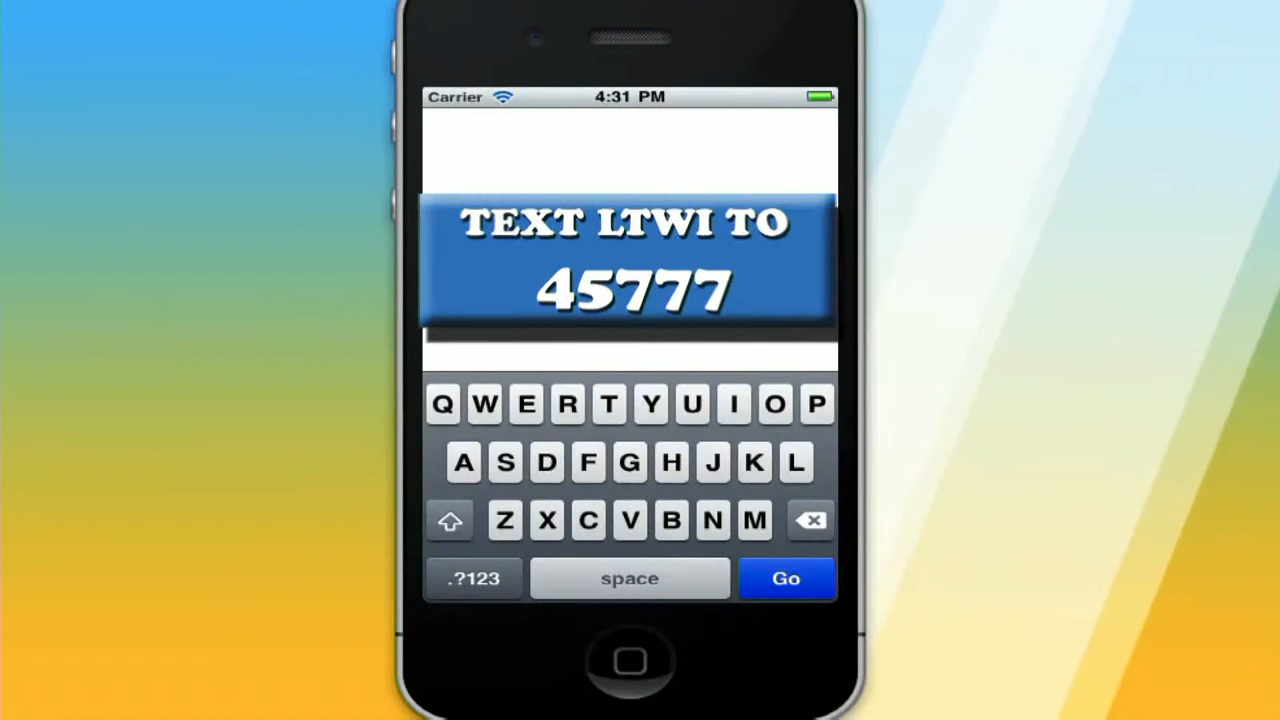 Carrier 4:31 PM
TEXT LTWI TO
45777
Q W E R T Y U I O P
A S D F G H J K L
Z X C V B N M
.?123 space Go